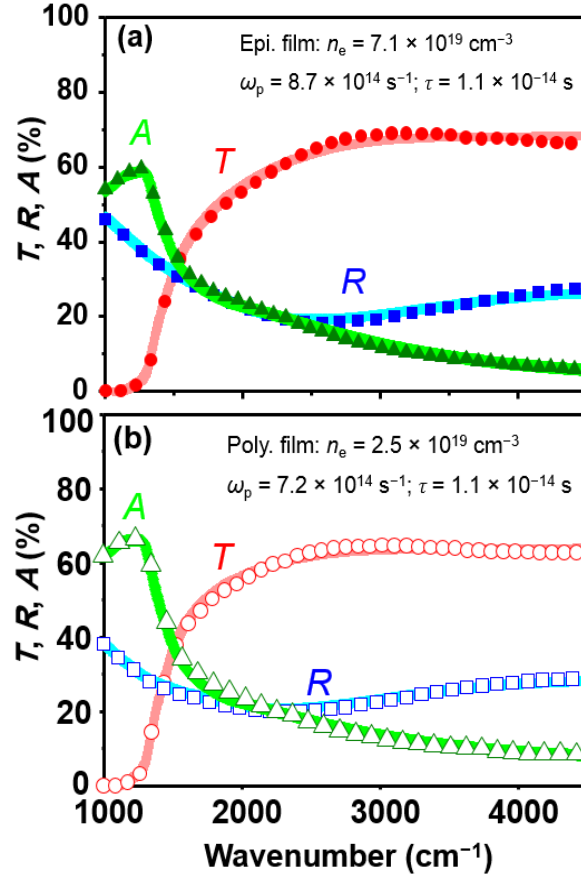 100
(a)
Epi. film: nₑ = 7.1 × 10¹⁹ cm⁻³
ωₚ = 8.7 × 10¹⁴ s⁻¹; τ = 1.1 × 10⁻¹⁴ s
80
A
T
60
T, R, A (%)
40
R
20
0
100
(b)
Poly. film: nₑ = 2.5 × 10¹⁹ cm⁻³
ωₚ = 7.2 × 10¹⁴ s⁻¹; τ = 1.1 × 10⁻¹⁴ s
80
A
T
60
T, R, A (%)
40
R
20
0
1000 2000 3000 4000
Wavenumber (cm⁻¹)